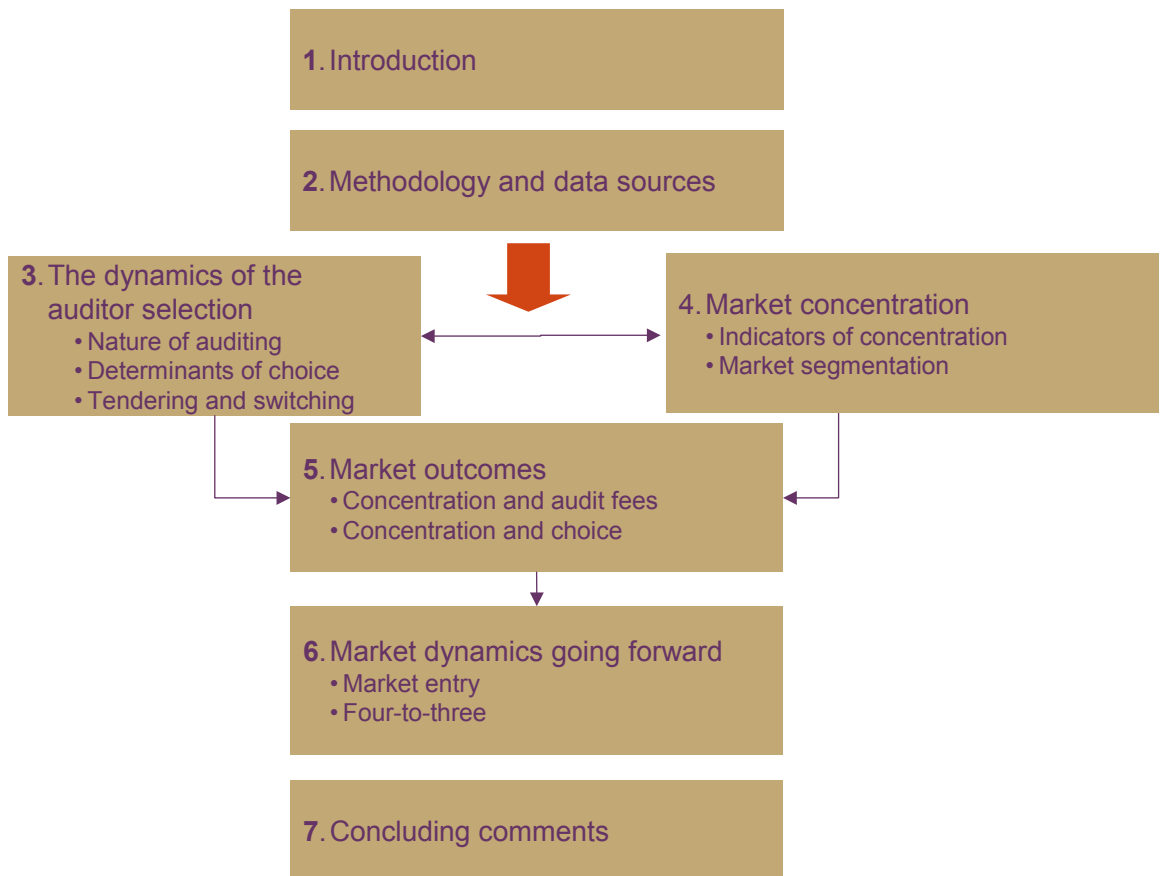 1. Introduction
2. Methodology and data sources
3. The dynamics of the
auditor selection
• Nature of auditing
• Determinants of choice
• Tendering and switching
4. Market concentration
• Indicators of concentration
• Market segmentation
5. Market outcomes
• Concentration and audit fees
• Concentration and choice
6. Market dynamics going forward
• Market entry
• Four-to-three
7. Concluding comments